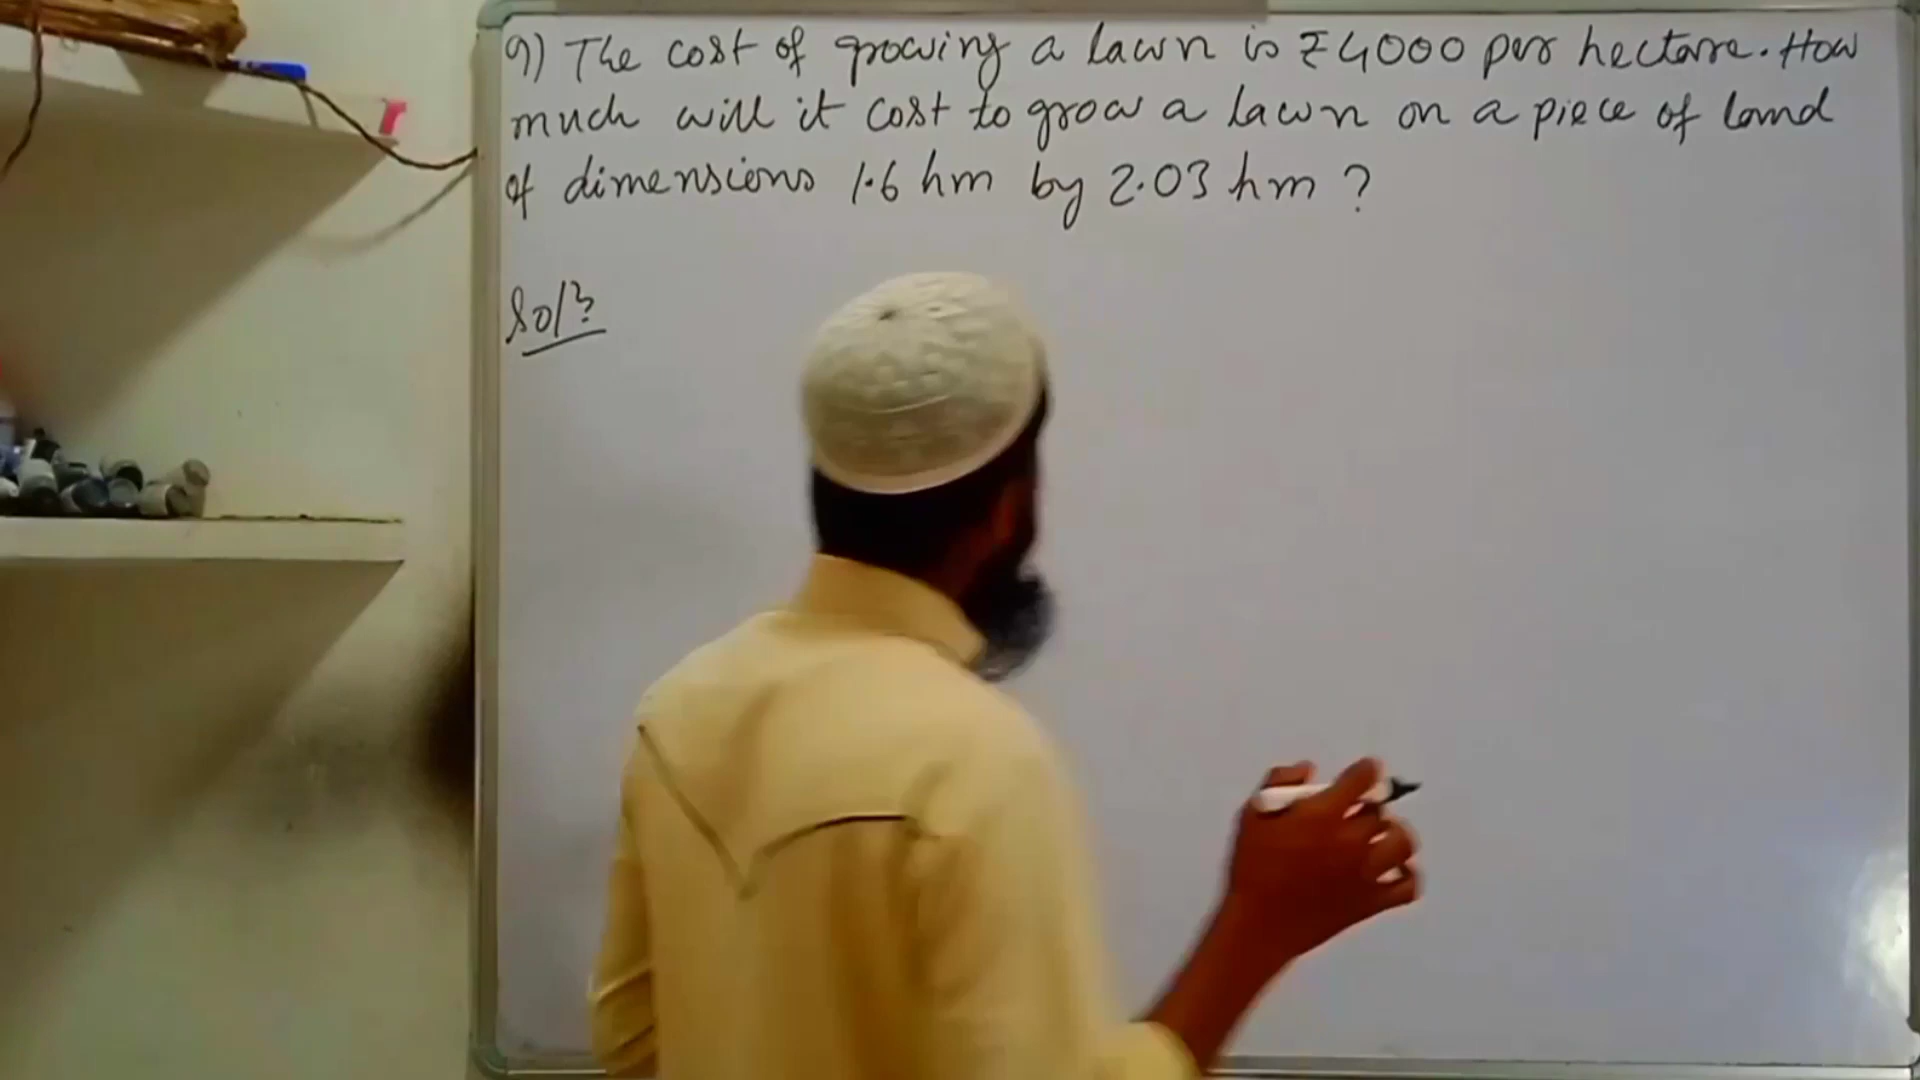 9) The cost of growing a lawn is ₹4000 per hectare. How
much will it cost to grow a lawn on a piece of land
of dimensions 1.6 hm by 2.03 hm ?
Sol: